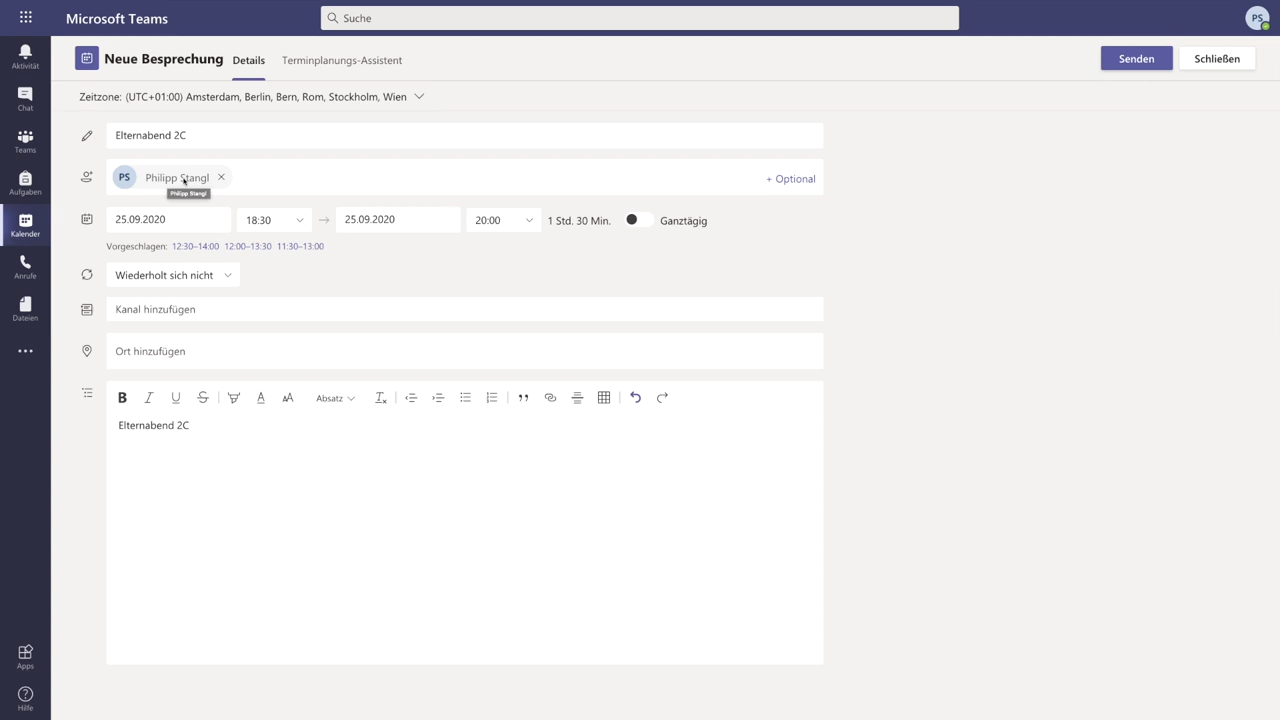 Microsoft Teams
Suche
PS
Aktivität
Chat
Teams
Aufgaben
Kalender
Anrufe
Dateien
Apps
Hilfe
Neue Besprechung
Details
Terminplanungs-Assistent
Senden
Schließen
Zeitzone: (UTC+01:00) Amsterdam, Berlin, Bern, Rom, Stockholm, Wien
Elternabend 2C
PS Philipp Stangl
+ Optional
Philipp Stangl
25.09.2020 18:30 25.09.2020 20:00 1 Std. 30 Min. Ganztägig
Vorgeschlagen: 12:30–14:00 12:00–13:30 11:30–13:00
Wiederholt sich nicht
Kanal hinzufügen
Ort hinzufügen
B I U S A AA Absatz
Elternabend 2C